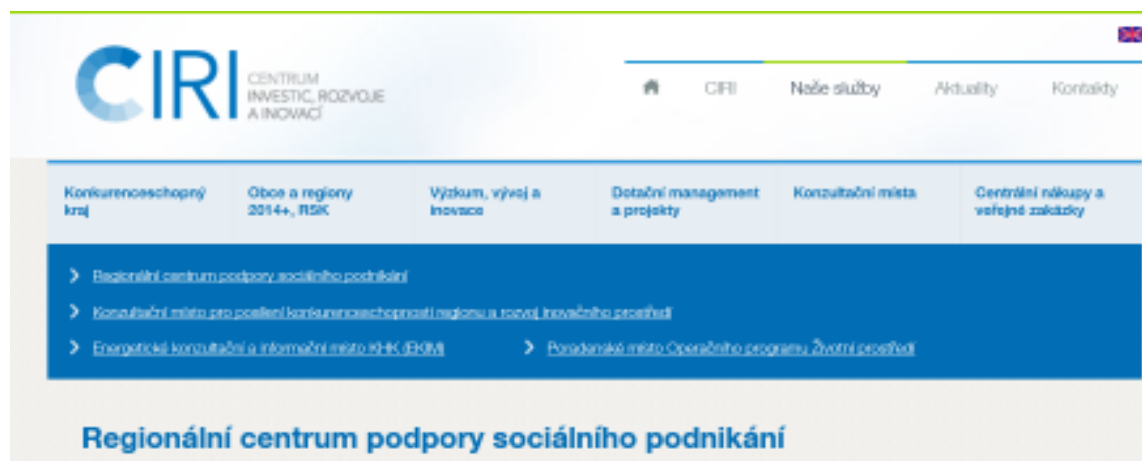 CIRI
CENTRUM
INVESTIC, ROZVOJE
A INOVACÍ
CIRI
Naše služby
Aktuality
Kontakty
Konkurenceschopný
kraj
Obce a regiony
2014+, RSK
Výzkum, vývoj a
inovace
Dotační management
a projekty
Konzultační místa
Centrální nákupy a
veřejné zakázky
Regionální centrum podpory sociálního podnikání
Konzultační místo pro posílení konkurenceschopnosti regionu a rozvoj inovačního prostředí
Energetické konzultační a informační místo KHK (EKIM)
Poradenské místo Operačního programu Životní prostředí
Regionální centrum podpory sociálního podnikání